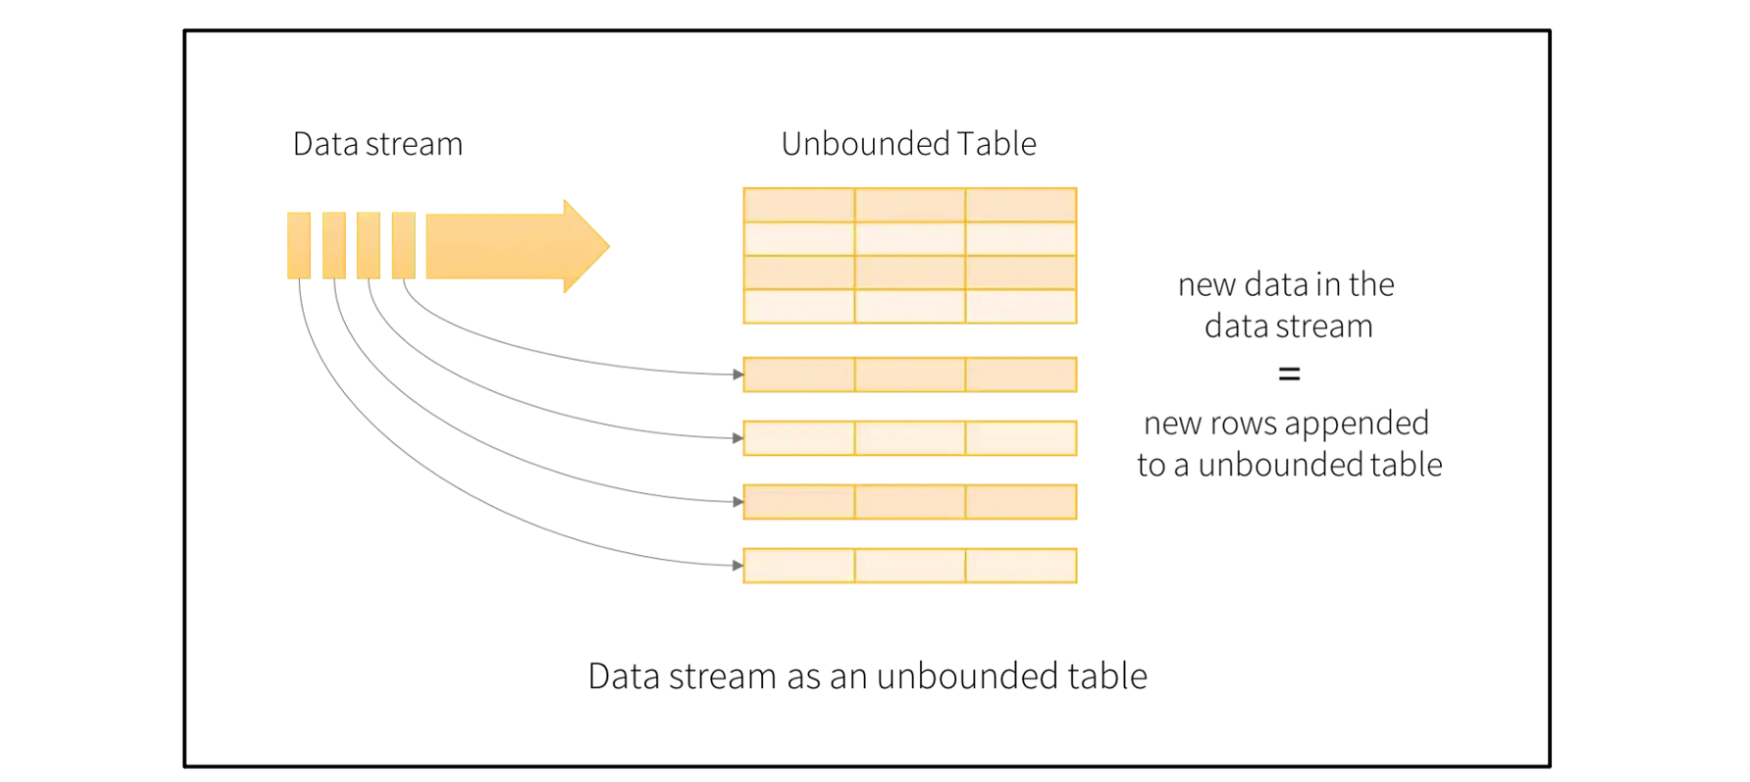 Data stream
Unbounded Table
new data in the
data stream
=
new rows appended
to a unbounded table
Data stream as an unbounded table